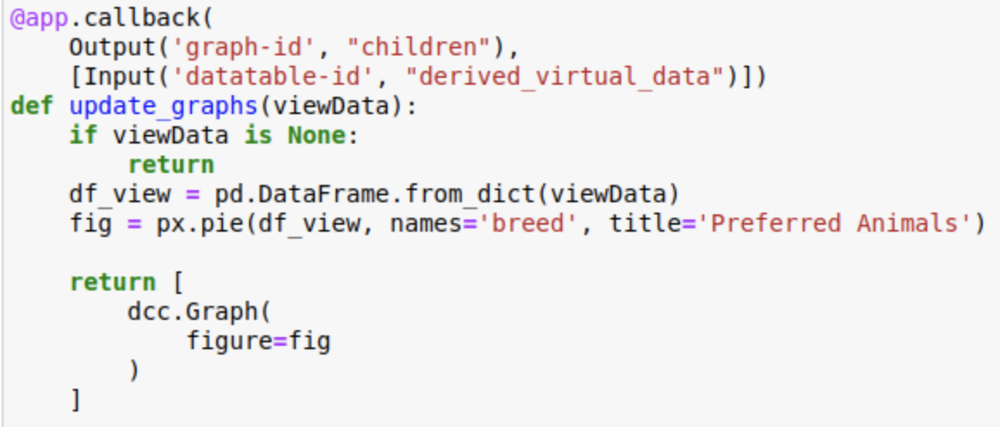 @app.callback(
    Output('graph-id', "children"),
    [Input('datatable-id', "derived_virtual_data")])
def update_graphs(viewData):
    if viewData is None:
        return
    df_view = pd.DataFrame.from_dict(viewData)
    fig = px.pie(df_view, names='breed', title='Preferred Animals')

    return [
        dcc.Graph(
            figure=fig
        )
    ]